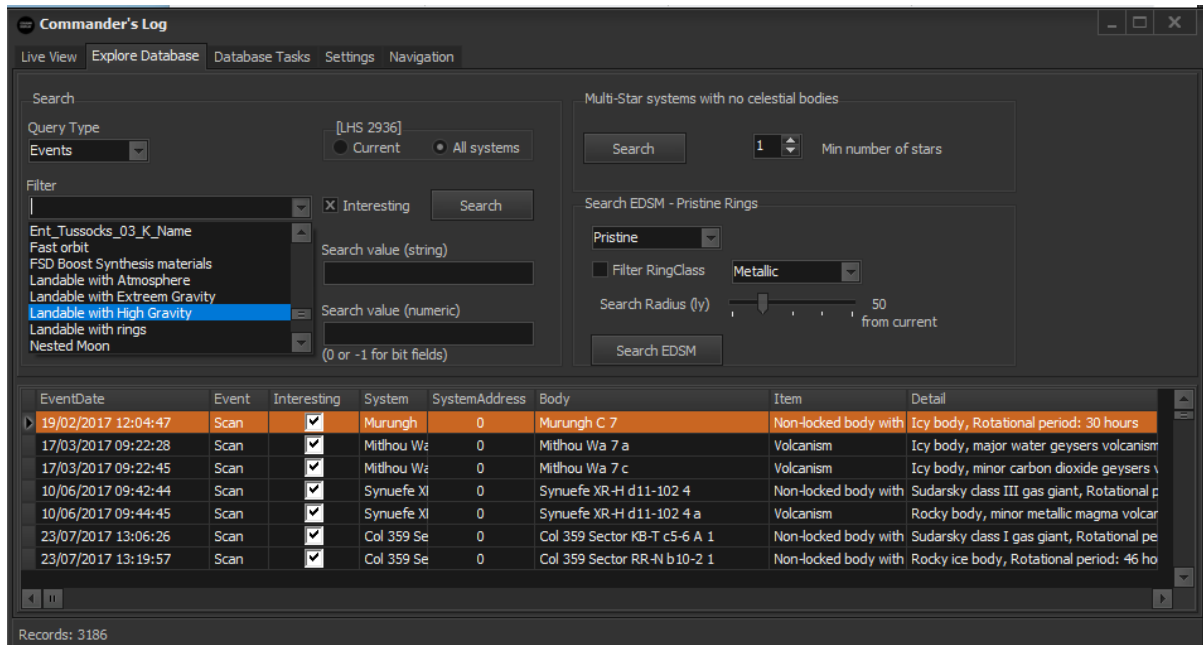 Commander's Log
Live View Explore Database Database Tasks Settings Navigation
Search
Query Type
Events
[LHS 2936]
Current All systems
Filter
Interesting Search
Ent_Tussocks_03_K_Name
Fast orbit
FSD Boost Synthesis materials
Landable with Atmosphere
Landable with Extreem Gravity
Landable with High Gravity
Landable with rings
Nested Moon
Search value (string)
Search value (numeric)
(0 or -1 for bit fields)
Multi-Star systems with no celestial bodies
Search 1 Min number of stars
Search EDSM - Pristine Rings
Pristine
Filter RingClass Metallic
Search Radius (ly) 50
from current
Search EDSM
EventDate Event Interesting System SystemAddress Body Item Detail
19/02/2017 12:04:47 Scan Murungh 0 Murungh C 7 Non-locked body with Icy body, Rotational period: 30 hours
17/03/2017 09:22:28 Scan Mitlhou Wa 0 Mitlhou Wa 7 a Volcanism Icy body, major water geysers volcanism
17/03/2017 09:22:45 Scan Mitlhou Wa 0 Mitlhou Wa 7 c Volcanism Icy body, minor carbon dioxide geysers v
10/06/2017 09:42:44 Scan Synuefe XR 0 Synuefe XR-H d11-102 4 Non-locked body with Sudarsky class III gas giant, Rotational p
10/06/2017 09:44:45 Scan Synuefe XR 0 Synuefe XR-H d11-102 4 a Volcanism Rocky body, minor metallic magma volcan
23/07/2017 13:06:26 Scan Col 359 Se 0 Col 359 Sector KB-T c5-6 A 1 Non-locked body with Sudarsky class I gas giant, Rotational pe
23/07/2017 13:19:57 Scan Col 359 Se 0 Col 359 Sector RR-N b10-2 1 Non-locked body with Rocky ice body, Rotational period: 46 ho
Records: 3186